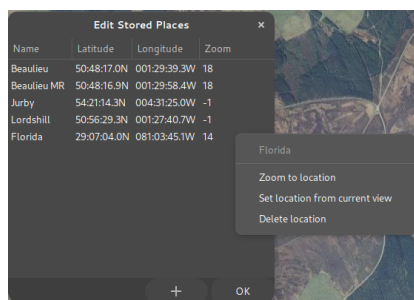 Edit Stored Places ×
Name Latitude Longitude Zoom
Beaulieu 50:48:17.0N 001:29:39.3W 18
Beaulieu MR 50:48:16.9N 001:29:58.4W 18
Jurby 54:21:14.3N 004:31:25.0W -1
Lordshill 50:56:29.3N 001:27:40.7W -1
Florida 29:07:04.0N 081:03:45.1W 14
Florida
Zoom to location
Set location from current view
Delete location
+ OK